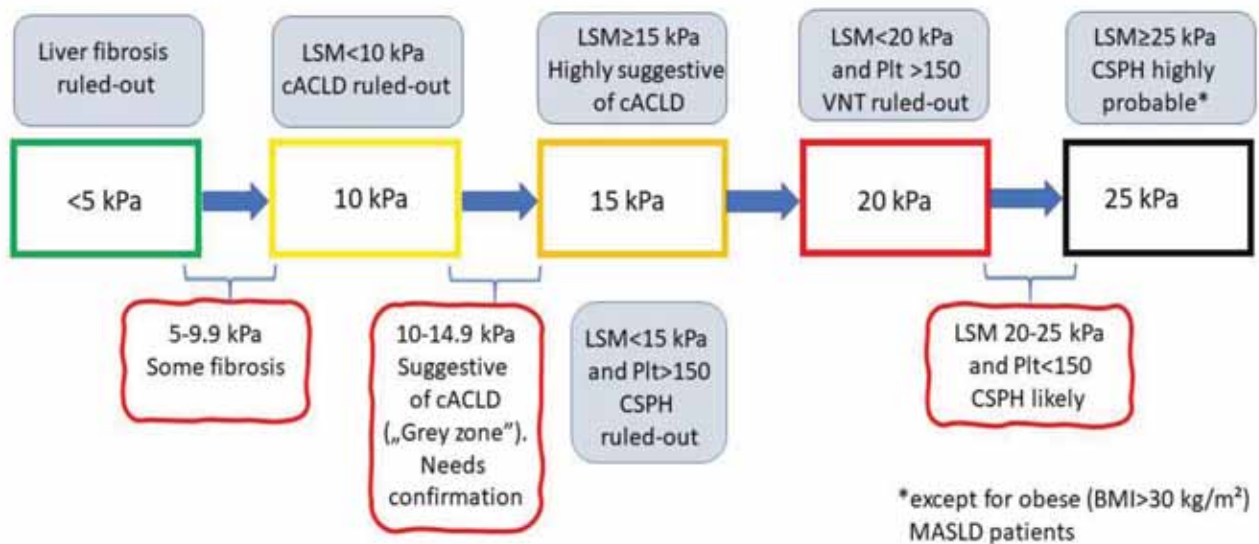 Liver fibrosis
ruled-out
LSM<10 kPa
cACLD ruled-out
LSM≥15 kPa
Highly suggestive
of cACLD
LSM<20 kPa
and Plt >150
VNT ruled-out
LSM≥25 kPa
CSPH highly
probable*
<5 kPa
10 kPa
15 kPa
20 kPa
25 kPa
5-9.9 kPa
Some fibrosis
10-14.9 kPa
Suggestive
of cACLD
(„Grey zone”).
Needs
confirmation
LSM<15 kPa
and Plt>150
CSPH
ruled-out
LSM 20-25 kPa
and Plt<150
CSPH likely
*except for obese (BMI>30 kg/m²)
MASLD patients